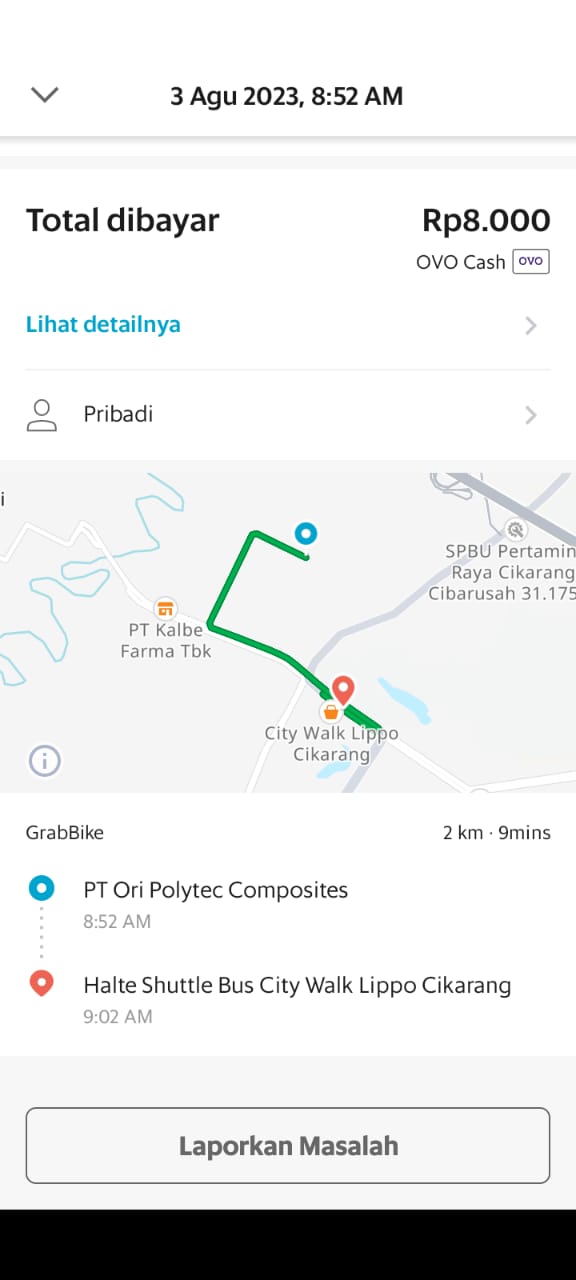 3 Agu 2023, 8:52 AM
Total dibayar
Rp8.000
OVO Cash OVO
Lihat detailnya
Pribadi
i
SPBU Pertamin
Raya Cikarang
Cibarusah 31.175
PT Kalbe
Farma Tbk
City Walk Lippo
Cikarang
GrabBike
2 km · 9mins
PT Ori Polytec Composites
8:52 AM
Halte Shuttle Bus City Walk Lippo Cikarang
9:02 AM
Laporkan Masalah